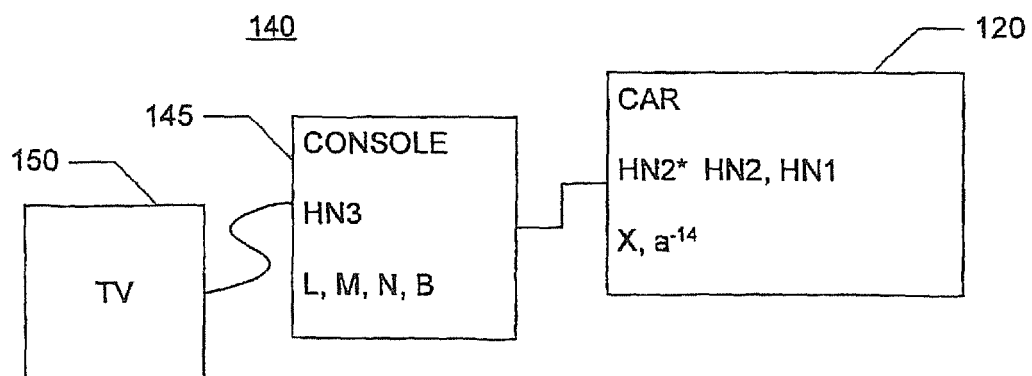 140
120
CAR
HN2* HN2, HN1
X, a⁻¹⁴
145
CONSOLE
HN3
L, M, N, B
150
TV